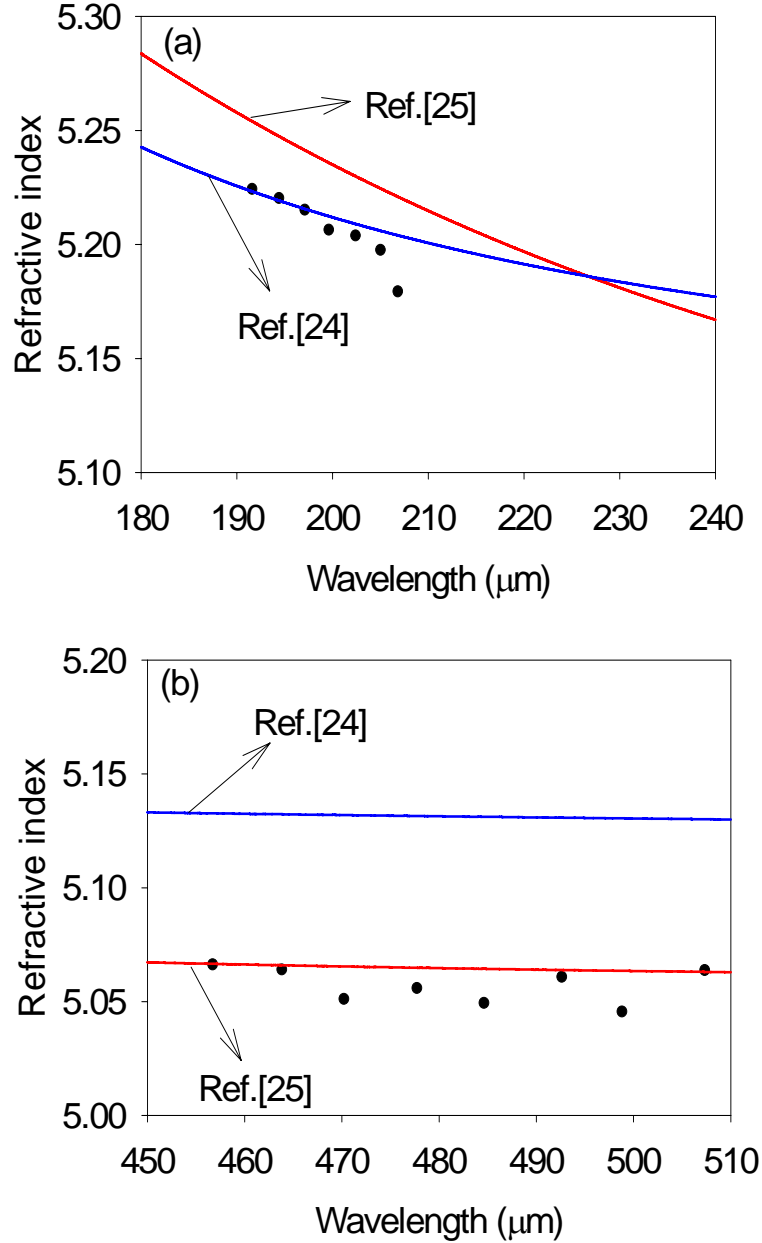 (a)
5.30
5.25
5.20
5.15
5.10
Refractive index
Ref.[25]
Ref.[24]
180 190 200 210 220 230 240
Wavelength (μm)
(b)
5.20
5.15
5.10
5.05
5.00
Refractive index
Ref.[24]
Ref.[25]
450 460 470 480 490 500 510
Wavelength (μm)